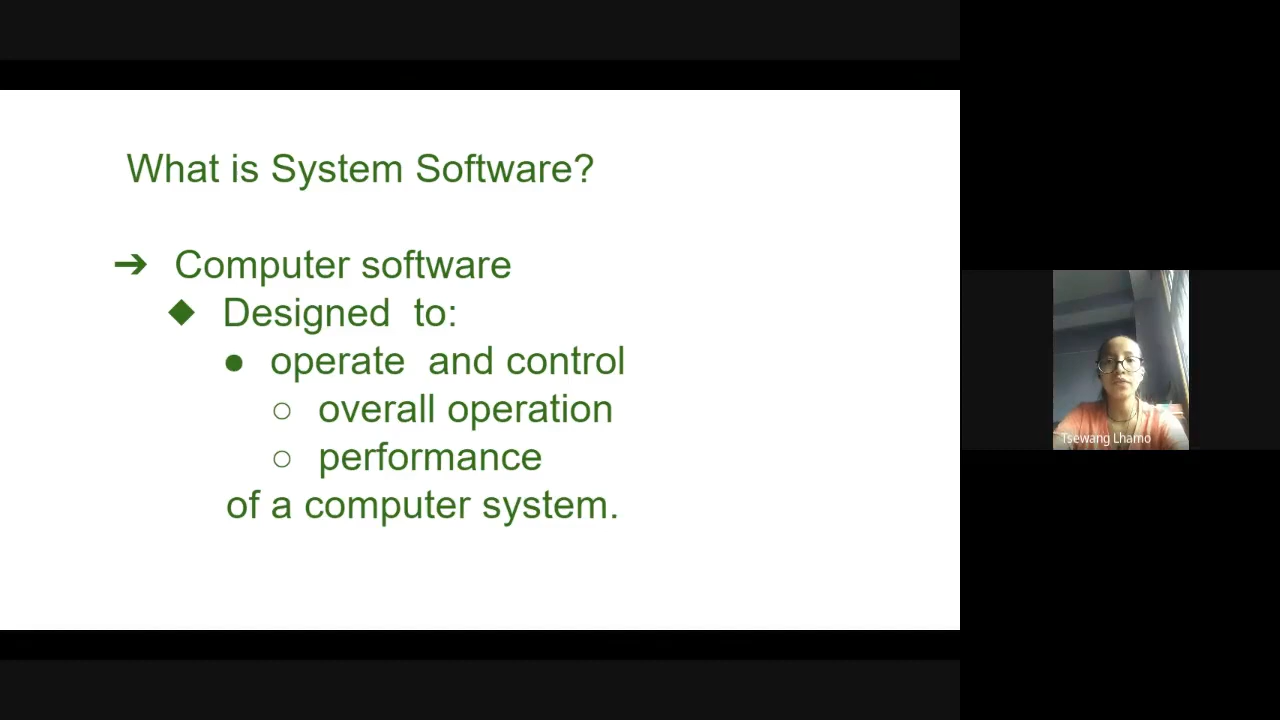 What is System Software?
➔ Computer software
◆ Designed to:
● operate and control
○ overall operation
○ performance
of a computer system.
Tsewang Lhamo